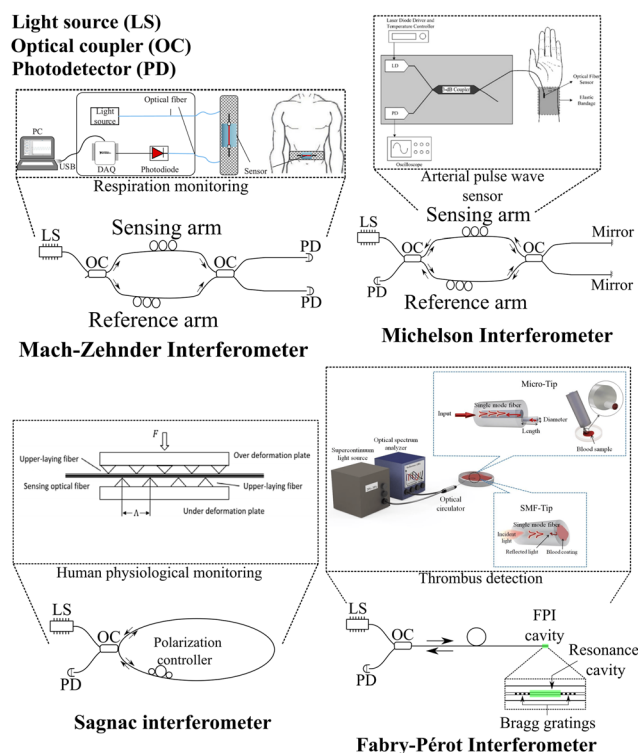 Light source (LS)
Optical coupler (OC)
Photodetector (PD)
PC
USB
Light
source
Optical fiber
DAQ
Photodiode
Sensor
Respiration monitoring
LS
OC
Sensing arm
Reference arm
OC
PD
PD
Mach-Zehnder Interferometer
Laser Diode Driver and
Temperature Controller
LD
3-dB Coupler
PD
Oscilloscope
Optical Fiber
Sensor
Elastic
Bandage
Arterial pulse wave
sensor
LS
OC
PD
Sensing arm
Reference arm
OC
Mirror
Mirror
Michelson Interferometer
F
Upper-laying fiber
Over deformation plate
Sensing optical fiber
Upper-laying fiber
Λ
Under deformation plate
Human physiological monitoring
LS
OC
PD
Polarization
controller
Sagnac interferometer
Micro-Tip
Single mode fiber
Input
Diameter
Length
Blood sample
Supercontinuum
light source
Optical spectrum
analyzer
Optical
circulator
SMF-Tip
Single mode fiber
Incident
light
Reflected light
Blood coating
Thrombus detection
LS
OC
PD
FPI
cavity
Resonance
cavity
Bragg gratings
Fabry-Pérot Interferometer